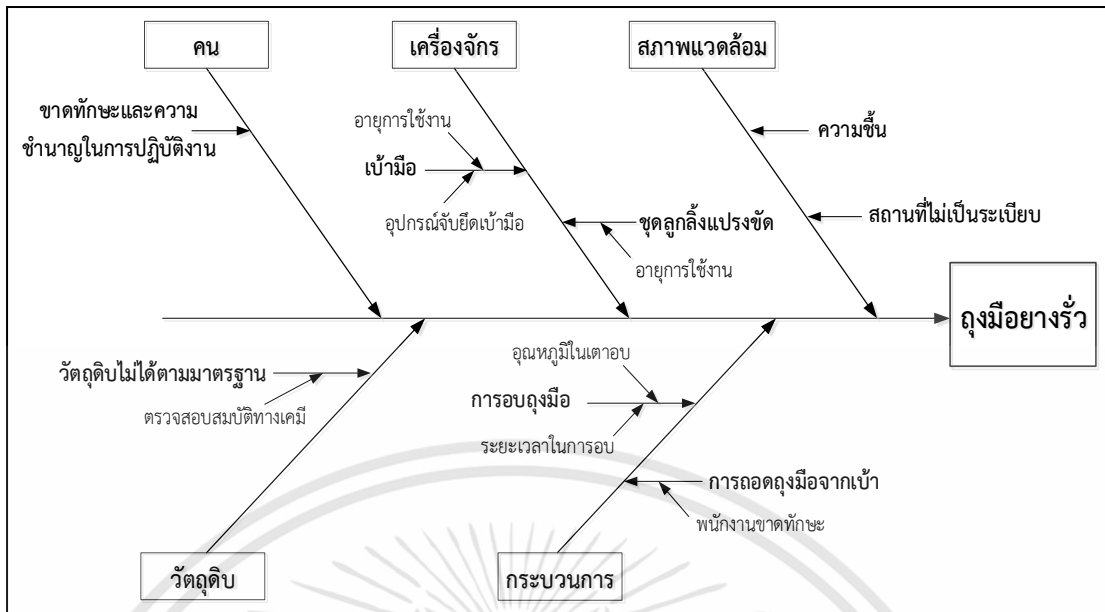 คน
เครื่องจักร
สภาพแวดล้อม
ขาดทักษะและความ
ชำนาญในการปฏิบัติงาน
อายุการใช้งาน
เบ้ามือ
อุปกรณ์จับยึดเบ้ามือ
ชุดลูกลิ้งแปรงขัด
อายุการใช้งาน
ความชื้น
สถานที่ไม่เป็นระเบียบ
ถุงมือยางรั่ว
วัตถุดิบไม่ได้ตามมาตรฐาน
ตรวจสอบสมบัติทางเคมี
อุณหภูมิในเตาอบ
การอบถุงมือ
ระยะเวลาในการอบ
การถอดถุงมือจากเบ้า
พนักงานขาดทักษะ
วัตถุดิบ
กระบวนการ